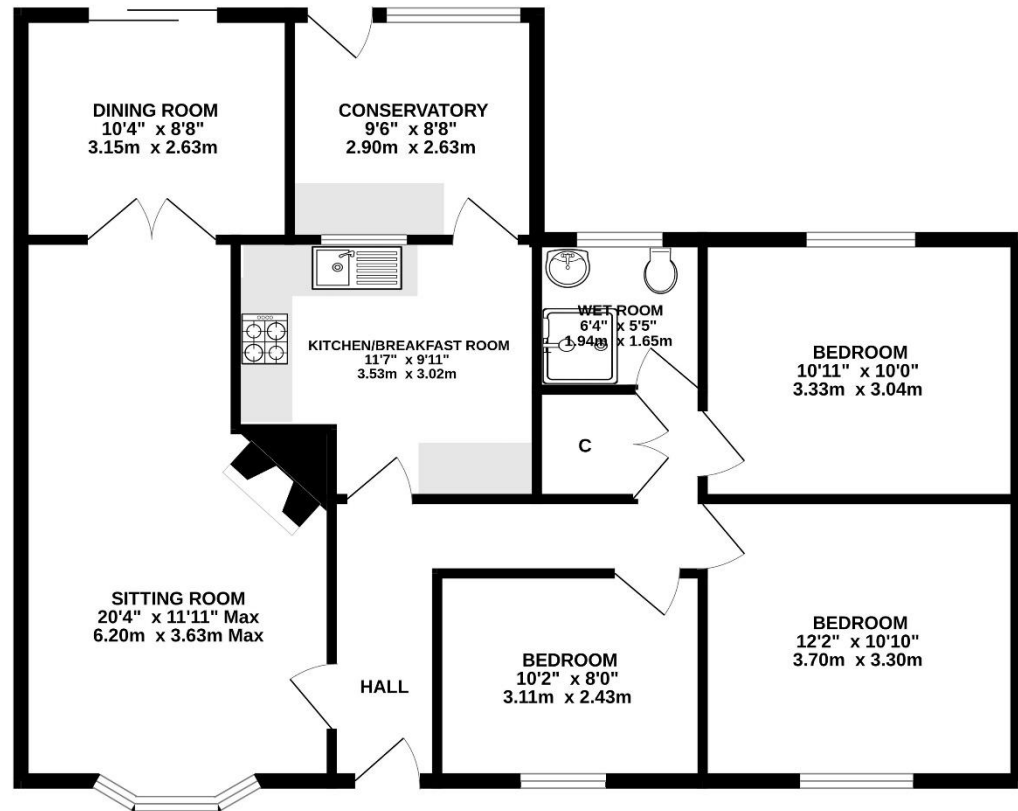 DINING ROOM
10'4" x 8'8"
3.15m x 2.63m
CONSERVATORY
9'6" x 8'8"
2.90m x 2.63m
KITCHEN/BREAKFAST ROOM
11'7" x 9'11"
3.53m x 3.02m
WET ROOM
6'4" x 5'5"
1.94m x 1.65m
BEDROOM
10'11" x 10'0"
3.33m x 3.04m
C
SITTING ROOM
20'4" x 11'11" Max
6.20m x 3.63m Max
HALL
BEDROOM
10'2" x 8'0"
3.11m x 2.43m
BEDROOM
12'2" x 10'10"
3.70m x 3.30m